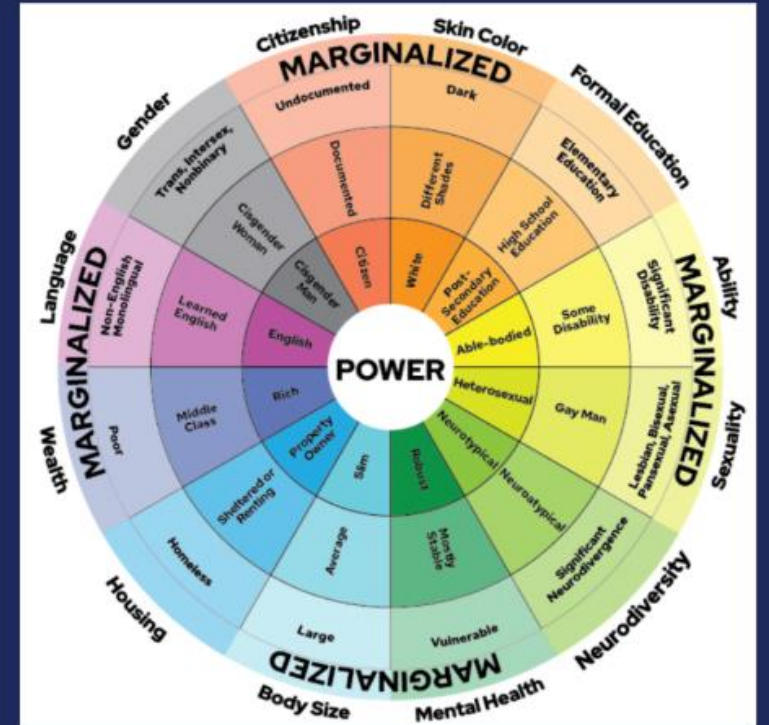 Citizenship
Skin Color
Formal Education
Ability
Sexuality
Neurodiversity
Mental Health
Body Size
Housing
Wealth
Language
Gender
MARGINALIZED
MARGINALIZED
MARGINALIZED
MARGINALIZED
Undocumented
Documented
Citizen
Dark
Different
Shades
White
Elementary
Education
High School
Education
Post-
Secondary
Education
Significant
Disability
Some
Disability
Able-bodied
Lesbian, Bisexual,
Pansexual, Asexual
Gay Man
Heterosexual
Significant
Neurodivergence
Neuroatypical
Neurotypical
Vulnerable
Mostly
Stable
Robust
Large
Average
Slim
Homeless
Sheltered or
Renting
Property
Owner
Poor
Middle
Class
Rich
Non-English
Monolingual
Learned
English
English
Trans, Intersex,
Nonbinary
Cisgender
Woman
Cisgender
Man
POWER